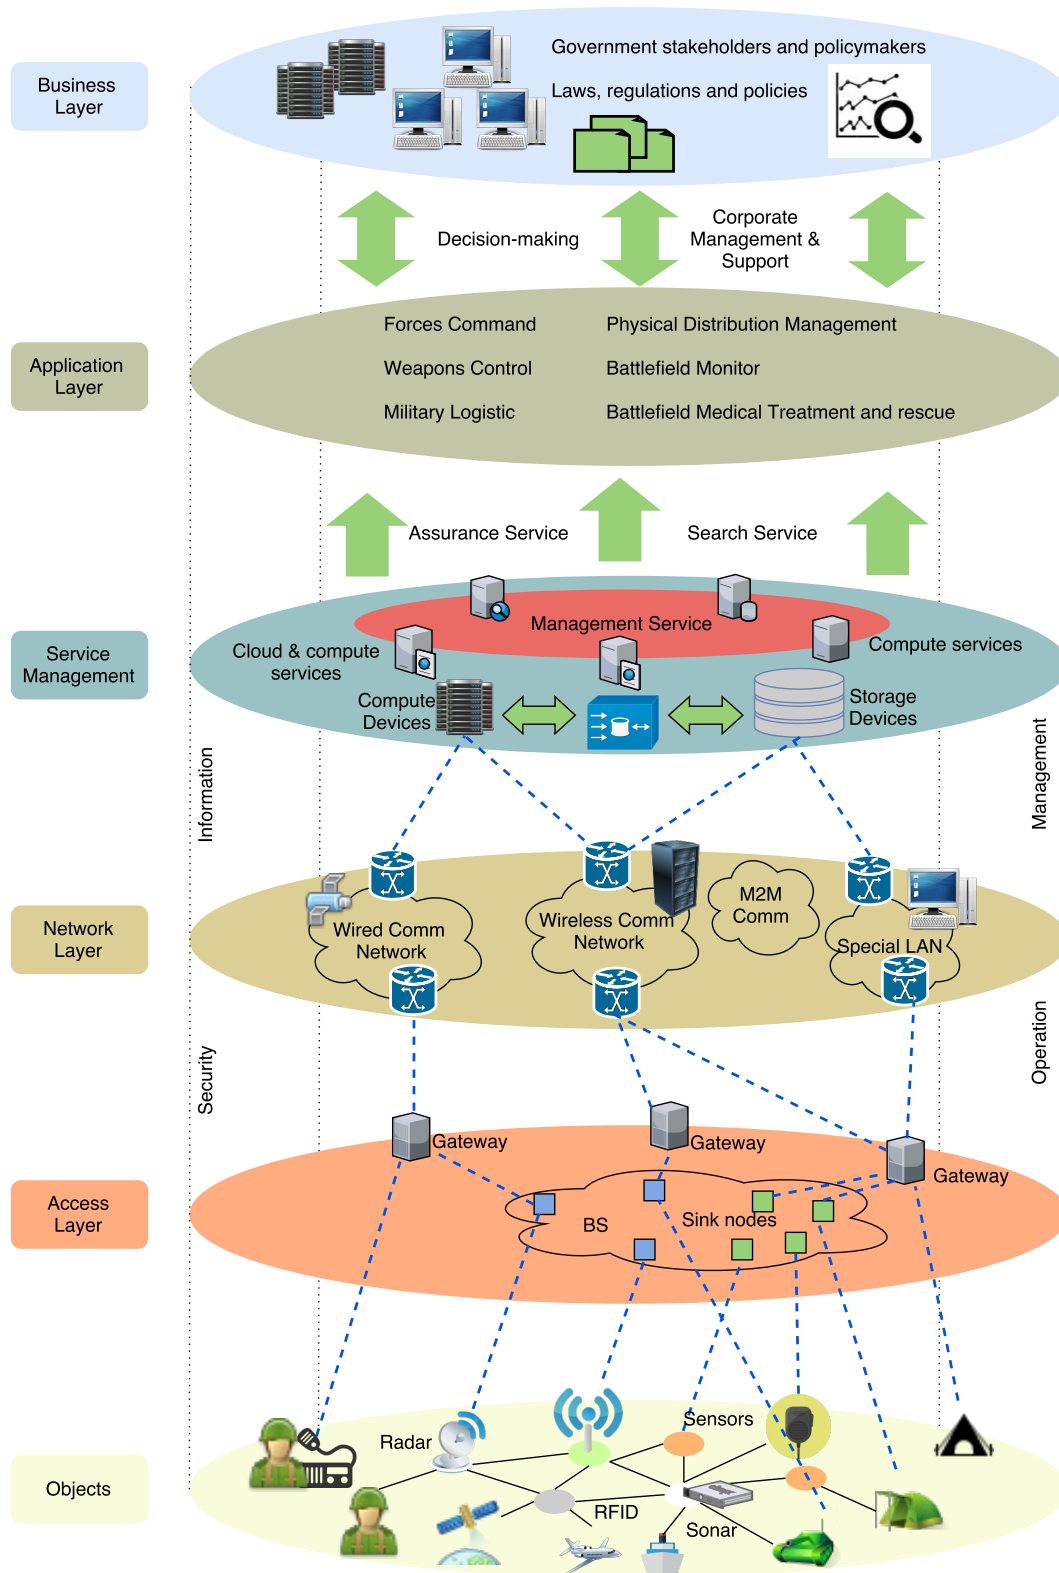 Business
Layer
Government stakeholders and policymakers
Laws, regulations and policies
Decision-making
Corporate
Management &
Support
Application
Layer
Forces Command
Physical Distribution Management
Weapons Control
Battlefield Monitor
Military Logistic
Battlefield Medical Treatment and rescue
Assurance Service
Search Service
Service
Management
Management Service
Cloud & compute
services
Compute services
Compute
Devices
Storage
Devices
Information
Management
Network
Layer
Wired Comm
Network
Wireless Comm
Network
M2M
Comm
Special LAN
Security
Operation
Gateway
Gateway
Gateway
Access
Layer
BS
Sink nodes
Objects
Radar
Sensors
RFID
Sonar